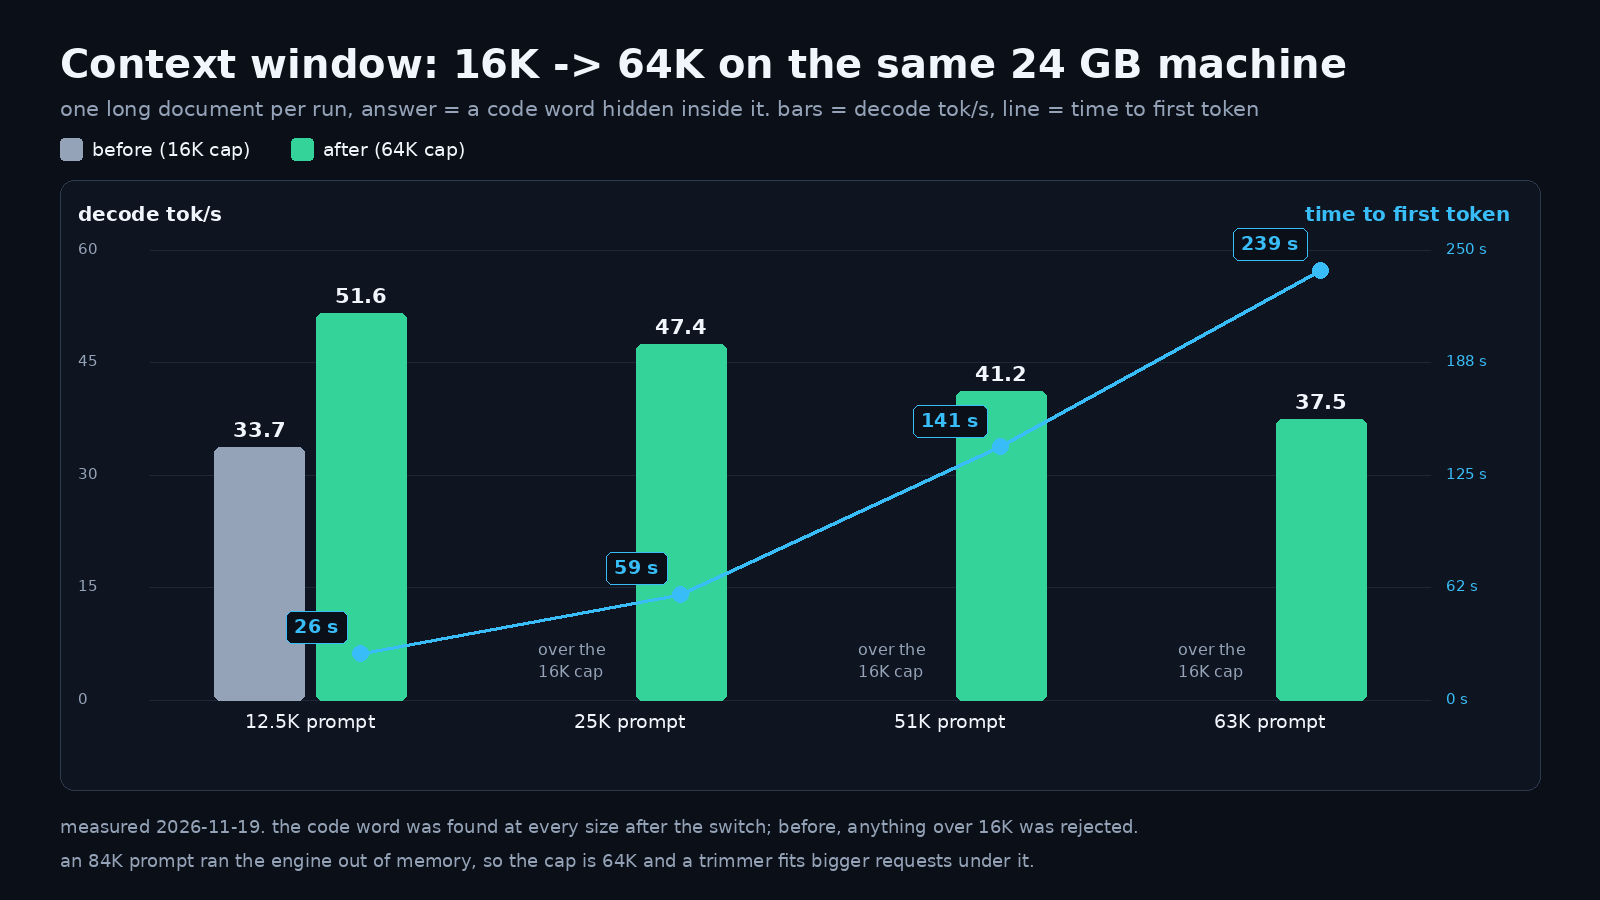 Context window: 16K -> 64K on the same 24 GB machine
one long document per run, answer = a code word hidden inside it. bars = decode tok/s, line = time to first token
before (16K cap)
after (64K cap)
decode tok/s
time to first token
60
250 s
239 s
51.6
47.4
45
188 s
41.2
37.5
33.7
141 s
30
125 s
59 s
15
62 s
26 s
over the
16K cap
over the
16K cap
over the
16K cap
0
0 s
12.5K prompt
25K prompt
51K prompt
63K prompt
measured 2026-11-19. the code word was found at every size after the switch; before, anything over 16K was rejected.
an 84K prompt ran the engine out of memory, so the cap is 64K and a trimmer fits bigger requests under it.